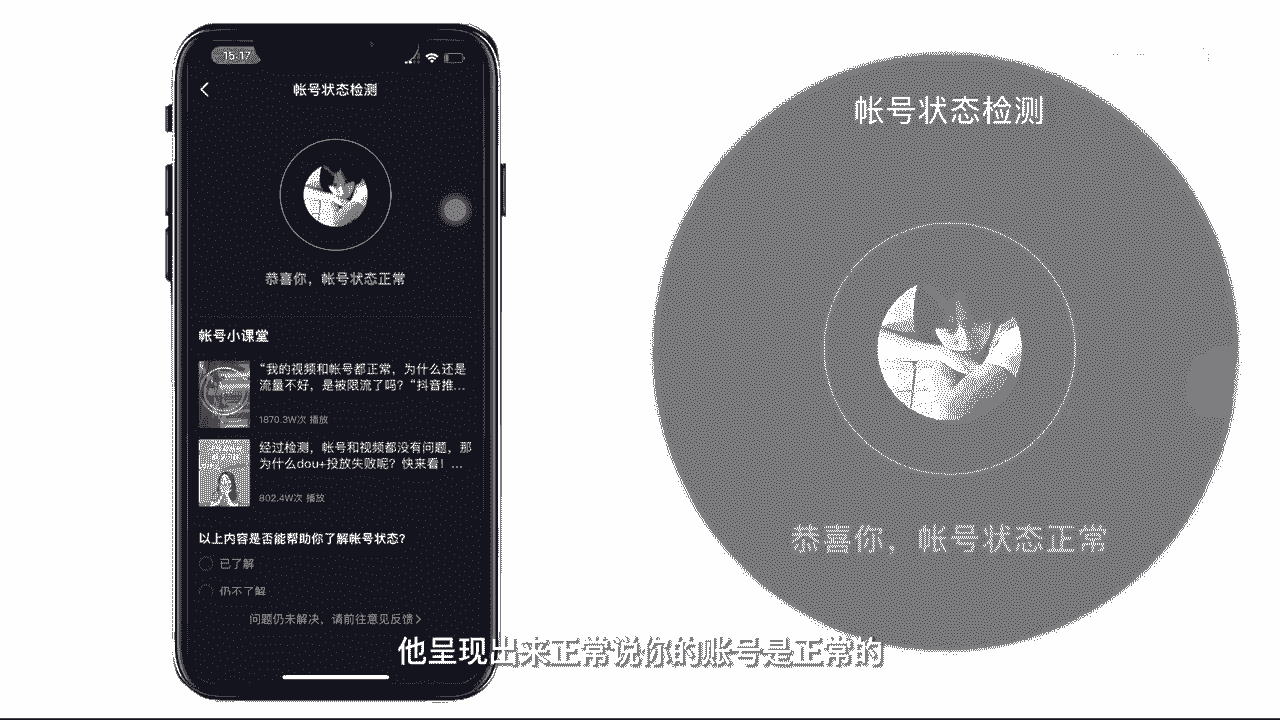 15:17
帐号状态检测
恭喜你，帐号状态正常
帐号小课堂
“我的视频和帐号都正常，为什么还是
流量不好，是被限流了吗？“抖音推...
1870.3W次 播放
经过检测，帐号和视频都没有问题，那
为什么dou+投放失败呢？快来看！...
802.4W次 播放
以上内容是否能帮助你了解帐号状态?
已了解
仍不了解
问题仍未解决，请前往意见反馈>
帐号状态检测
恭喜你，帐号状态正常
他呈现出来正常说你的账号是正常的